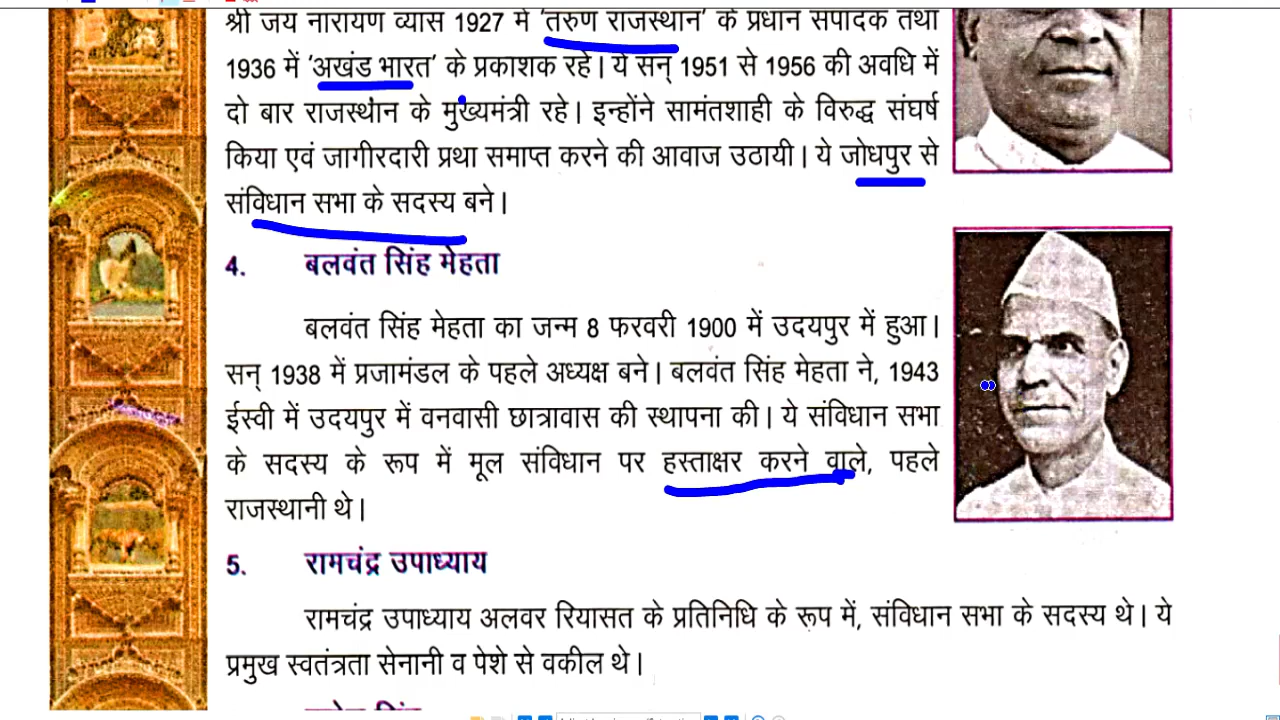 श्री जय नारायण व्यास 1927 में 'तरुण राजस्थान' के प्रधान संपादक तथा
1936 में 'अखंड भारत' के प्रकाशक रहे। ये सन् 1951 से 1956 की अवधि में
दो बार राजस्थान के मुख्यमंत्री रहे। इन्होंने सामंतशाही के विरुद्ध संघर्ष
किया एवं जागीरदारी प्रथा समाप्त करने की आवाज उठायी। ये जोधपुर से
संविधान सभा के सदस्य बने।
4. बलवंत सिंह मेहता
बलवंत सिंह मेहता का जन्म 8 फरवरी 1900 में उदयपुर में हुआ।
सन् 1938 में प्रजामंडल के पहले अध्यक्ष बने। बलवंत सिंह मेहता ने, 1943
ईस्वी में उदयपुर में वनवासी छात्रावास की स्थापना की। ये संविधान सभा
के सदस्य के रूप में मूल संविधान पर हस्ताक्षर करने वाले, पहले
राजस्थानी थे।
5. रामचंद्र उपाध्याय
रामचंद्र उपाध्याय अलवर रियासत के प्रतिनिधि के रूप में, संविधान सभा के सदस्य थे। ये
प्रमुख स्वतंत्रता सेनानी व पेशे से वकील थे।